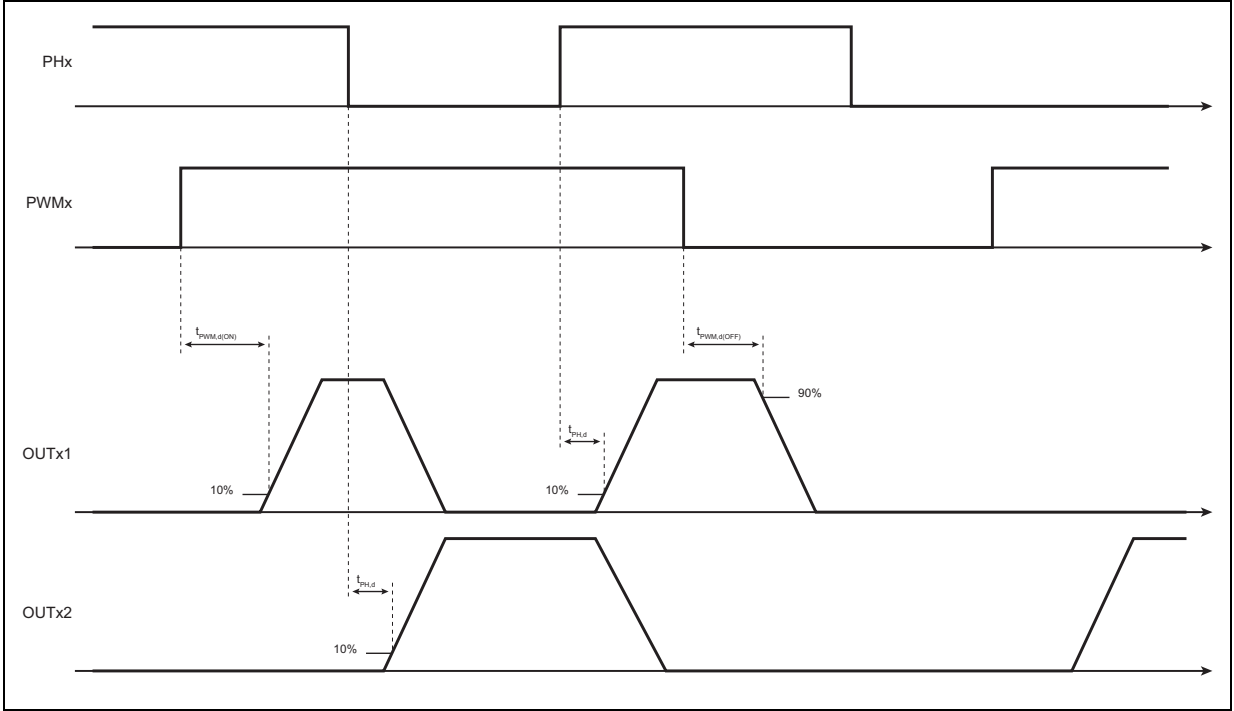 PHx
PWMx
tPWM,d(ON)
tPWM,d(OFF)
90%
tPH,d
OUTx1
10%
10%
tPH,d
OUTx2
10%